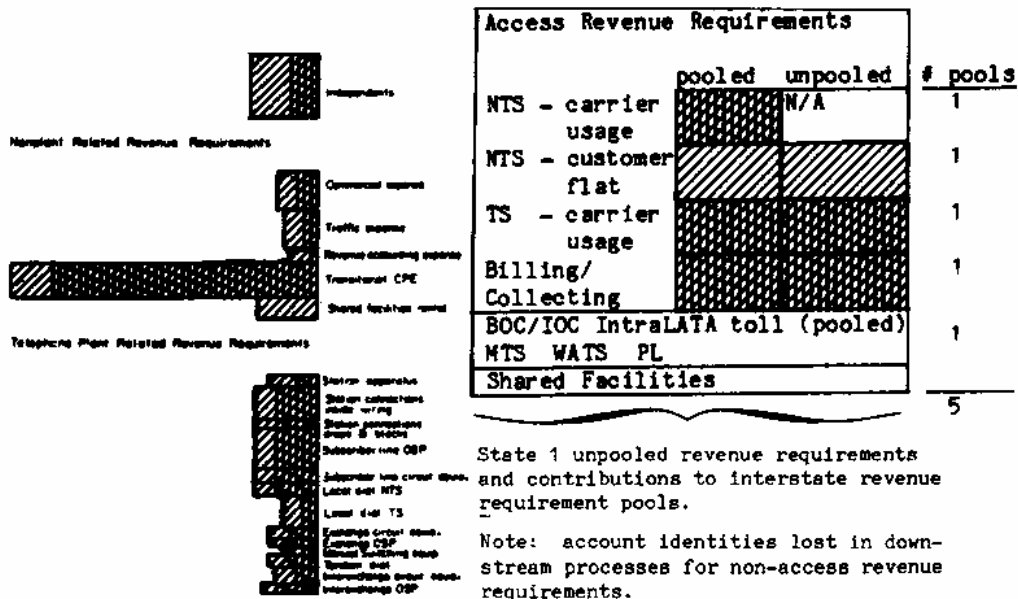 Independents
Nonplant Related Revenue Requirements
Commercial expense
Traffic expense
Revenue accounting expense
Transitional CPE
Shared facilities rental
Telephone Plant Related Revenue Requirements
Station apparatus
Station connections
inside wiring
Station connections
drops & blocks
Subscriber line OSP
Subscriber line circuit equip.
Local dial NTS
Local dial TS
Exchange circuit equip.
Exchange OSP
Manual switching equip
Tandem dial
Interexchange circuit equip.
Interexchange OSP
Access Revenue Requirements
pooled unpooled # pools
NTS - carrier N/A 1
usage
NTS - customer 1
flat
TS - carrier 1
usage
Billing/ 1
Collecting
BOC/IOC IntraLATA toll (pooled) 1
MTS WATS PL
Shared Facilities
5
State 1 unpooled revenue requirements
and contributions to interstate revenue
requirement pools.
Note: account identities lost in down-
stream processes for non-access revenue
requirements.